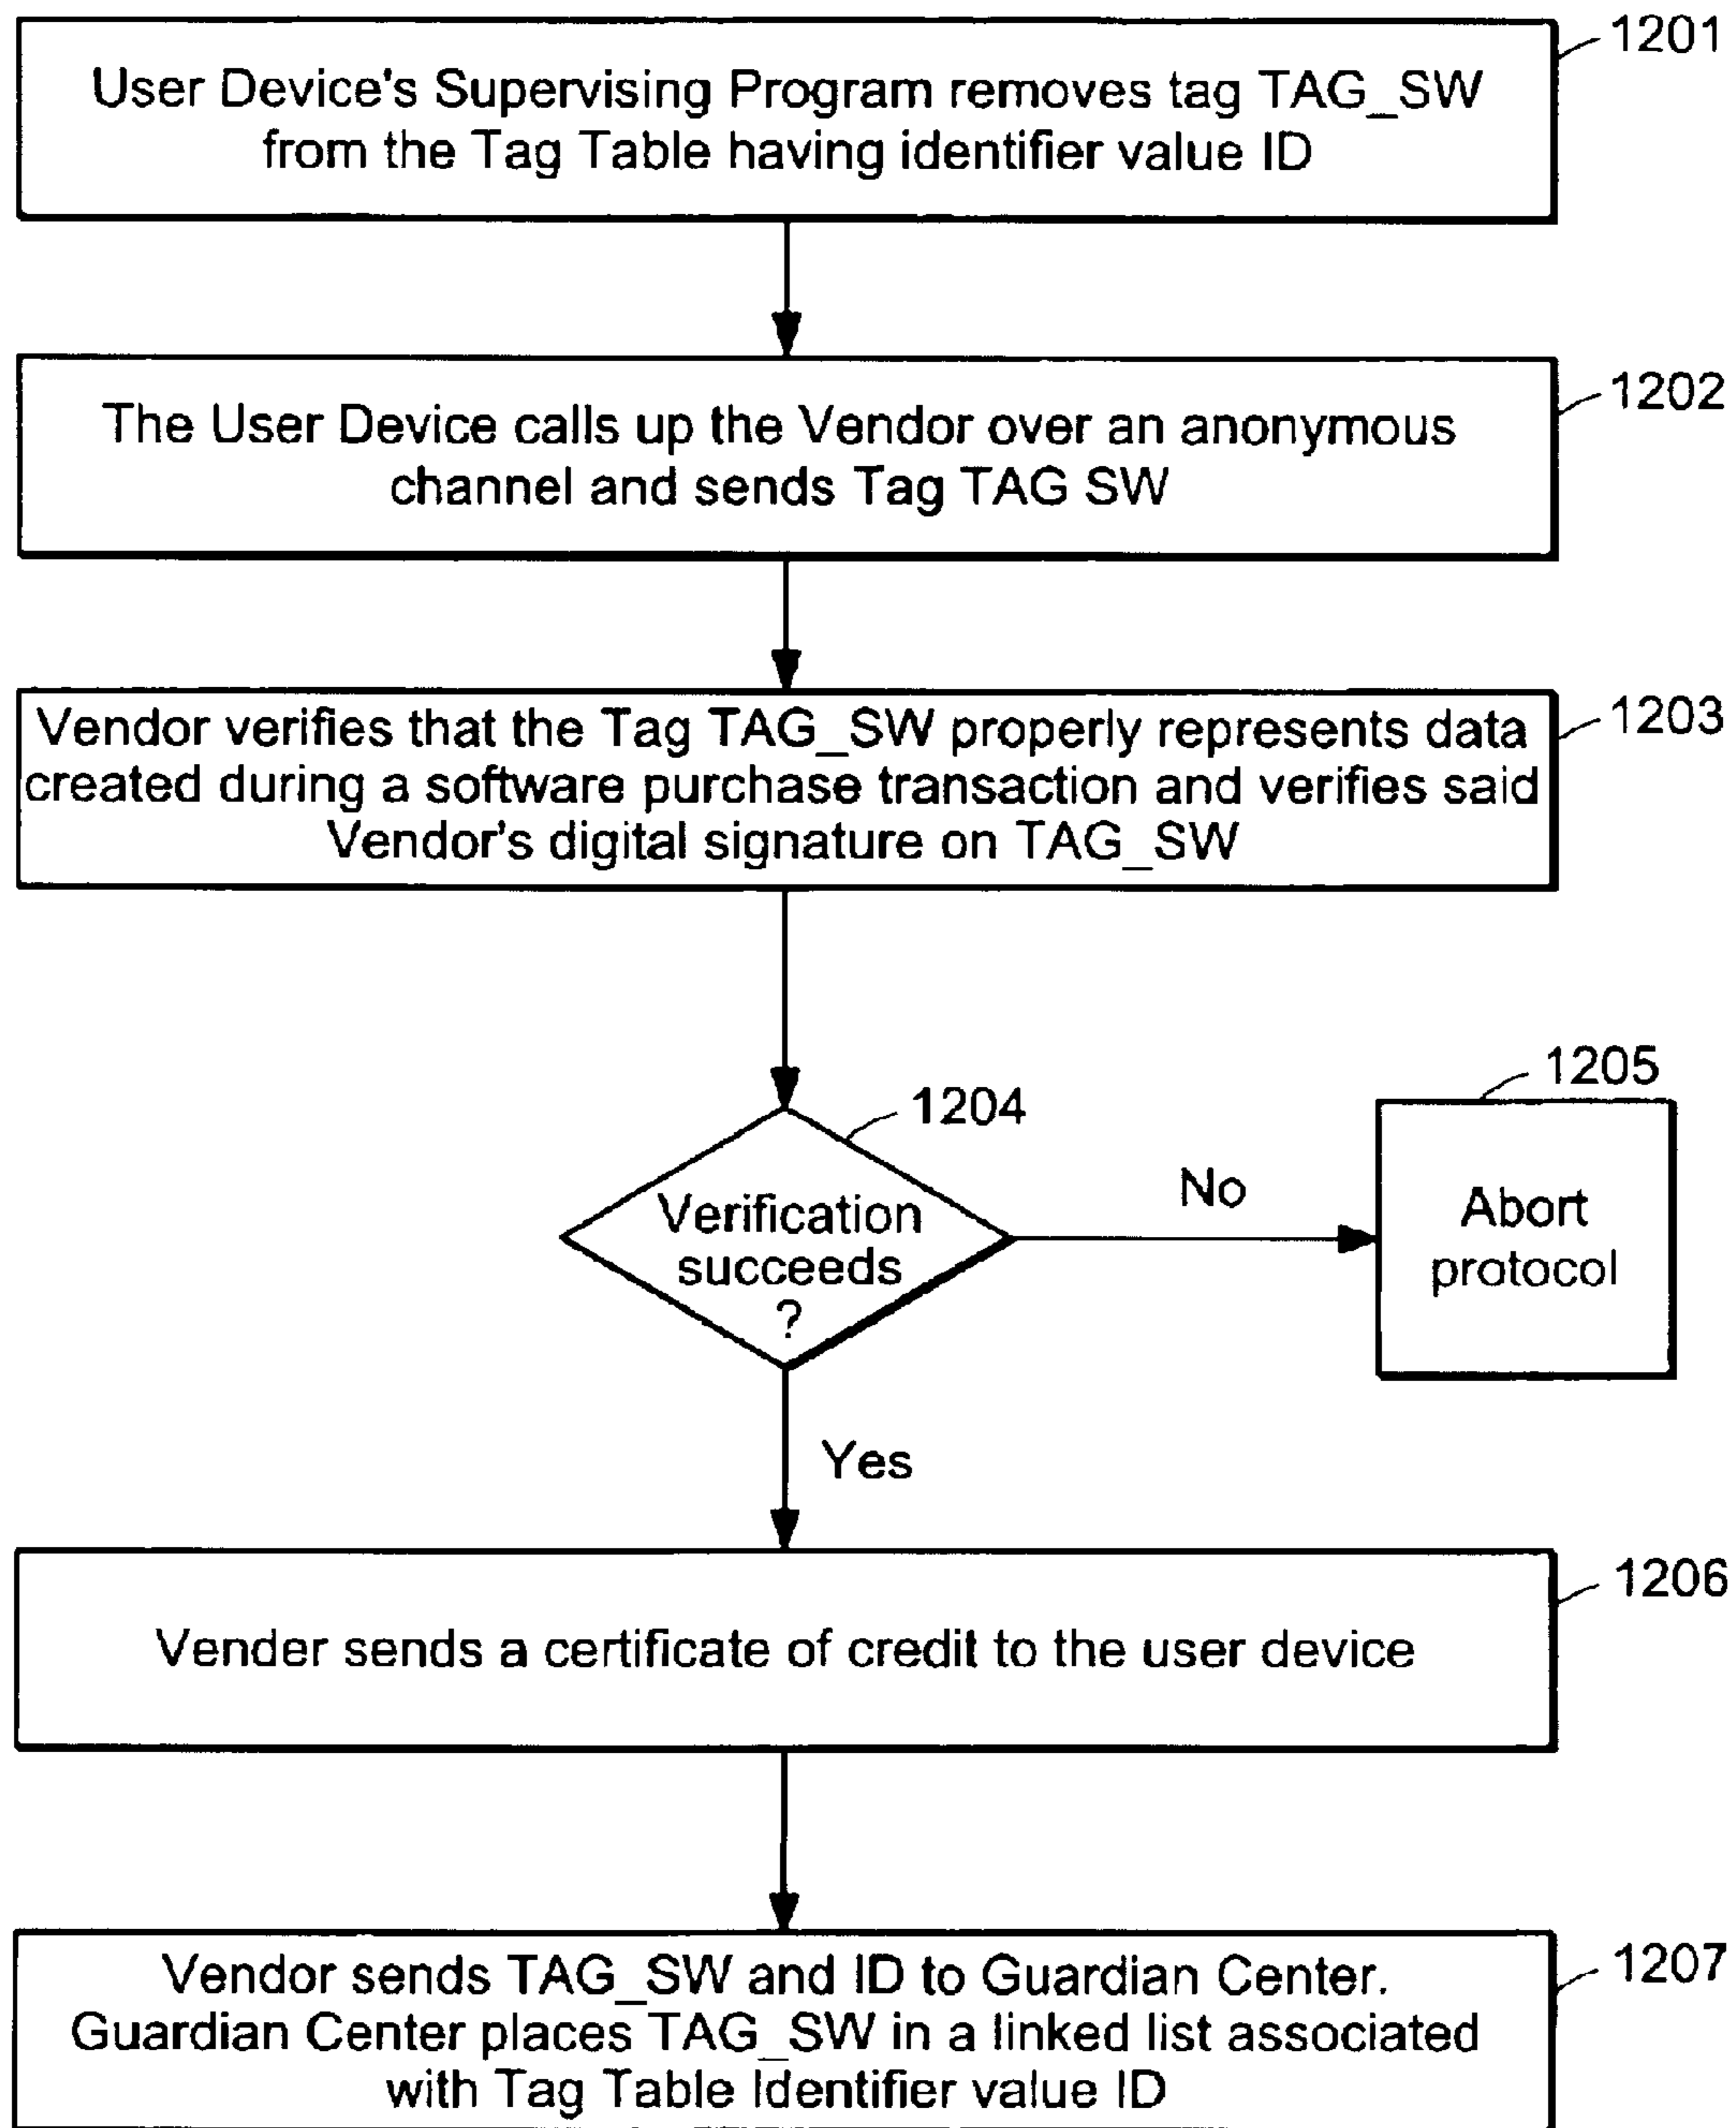 1201
User Device's Supervising Program removes tag TAG_SW
from the Tag Table having identifier value ID
1202
The User Device calls up the Vendor over an anonymous
channel and sends Tag TAG SW
1203
Vendor verifies that the Tag TAG_SW properly represents data
created during a software purchase transaction and verifies said
Vendor's digital signature on TAG_SW
1204
Verification
succeeds
?
No
1205
Abort
protocol
Yes
1206
Vender sends a certificate of credit to the user device
1207
Vendor sends TAG_SW and ID to Guardian Center.
Guardian Center places TAG_SW in a linked list associated
with Tag Table Identifier value ID